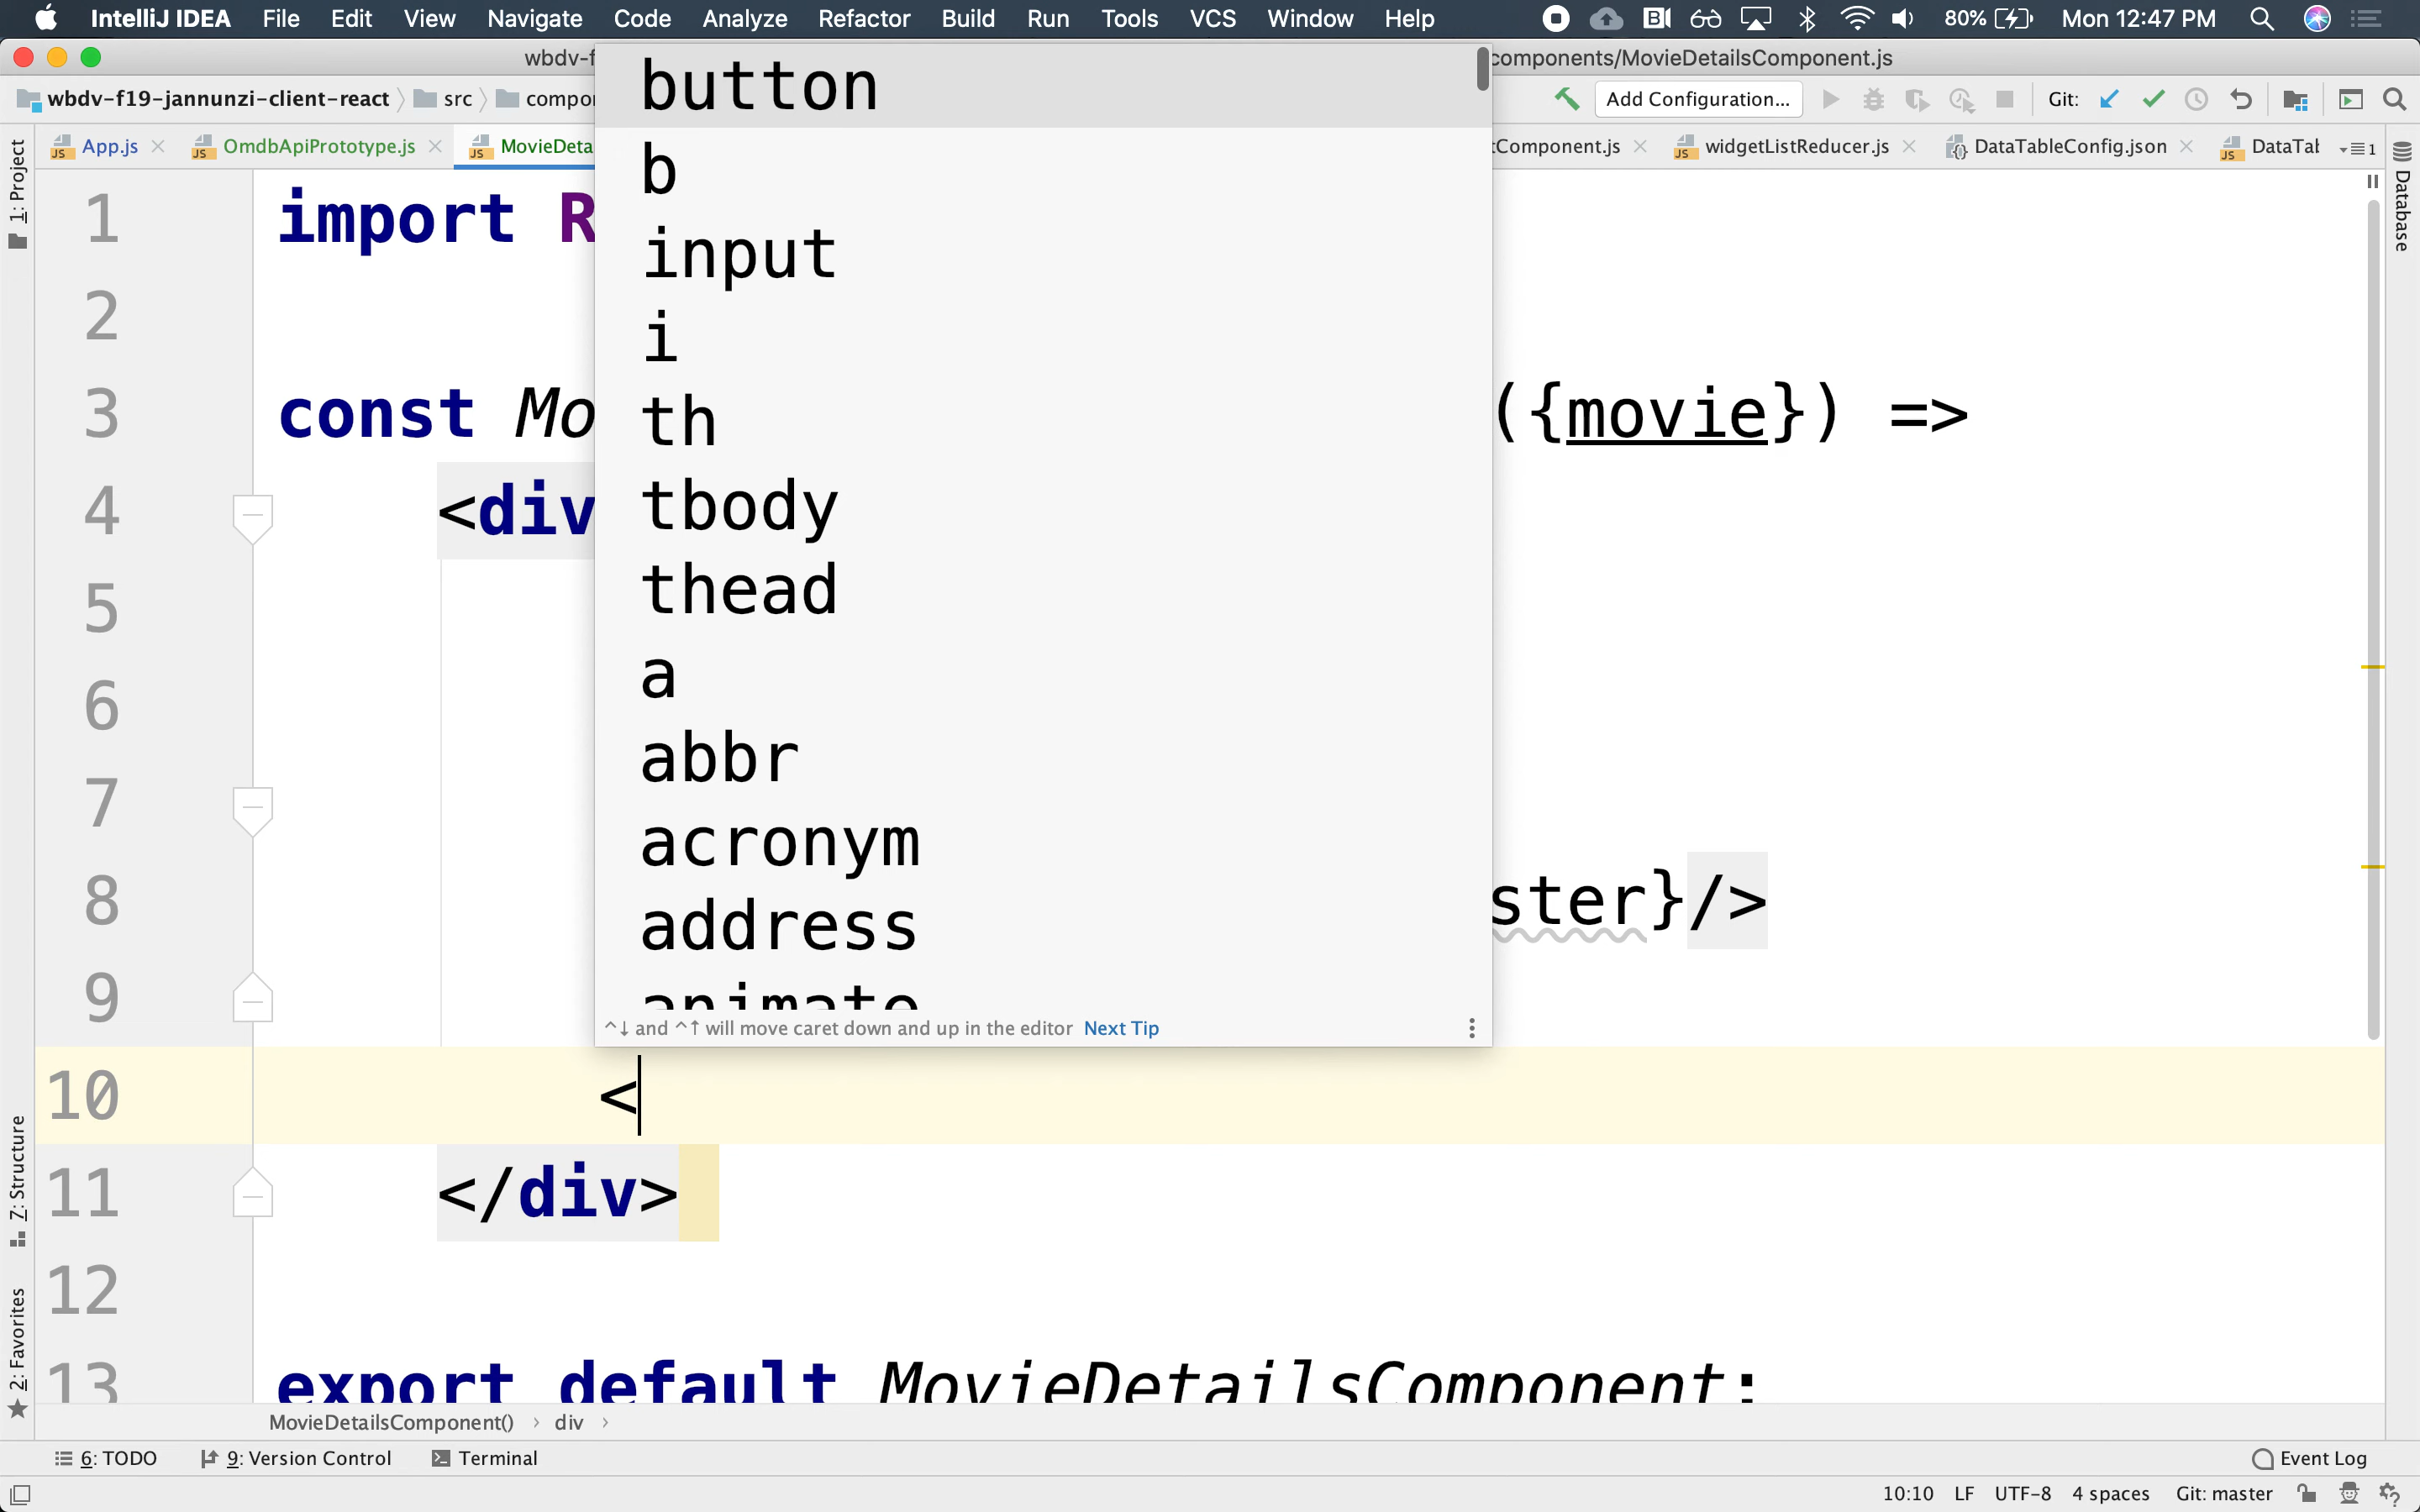 IntelliJ IDEA File Edit View Navigate Code Analyze Refactor Build Run Tools VCS Window Help 80% Mon 12:47 PM
wbdv-f components/MovieDetailsComponent.js
wbdv-f19-jannunzi-client-react src compo Add Configuration... Git:
App.js OmdbApiPrototype.js MovieDeta tComponent.js widgetListReducer.js DataTableConfig.json DataTab 1
1: Project
Database
button
b
input
i
th
tbody
thead
a
abbr
acronym
address
animate
^↓ and ^↑ will move caret down and up in the editor Next Tip
1 import R
2
3 const Mo ({movie}) =>
4 <div
5
6
7
8 ster}/>
9
10 <
11 </div>
12
13 export default MovieDetailsComponent;
7: Structure
2: Favorites
MovieDetailsComponent() › div ›
6: TODO 9: Version Control Terminal Event Log
10:10 LF UTF-8 4 spaces Git: master